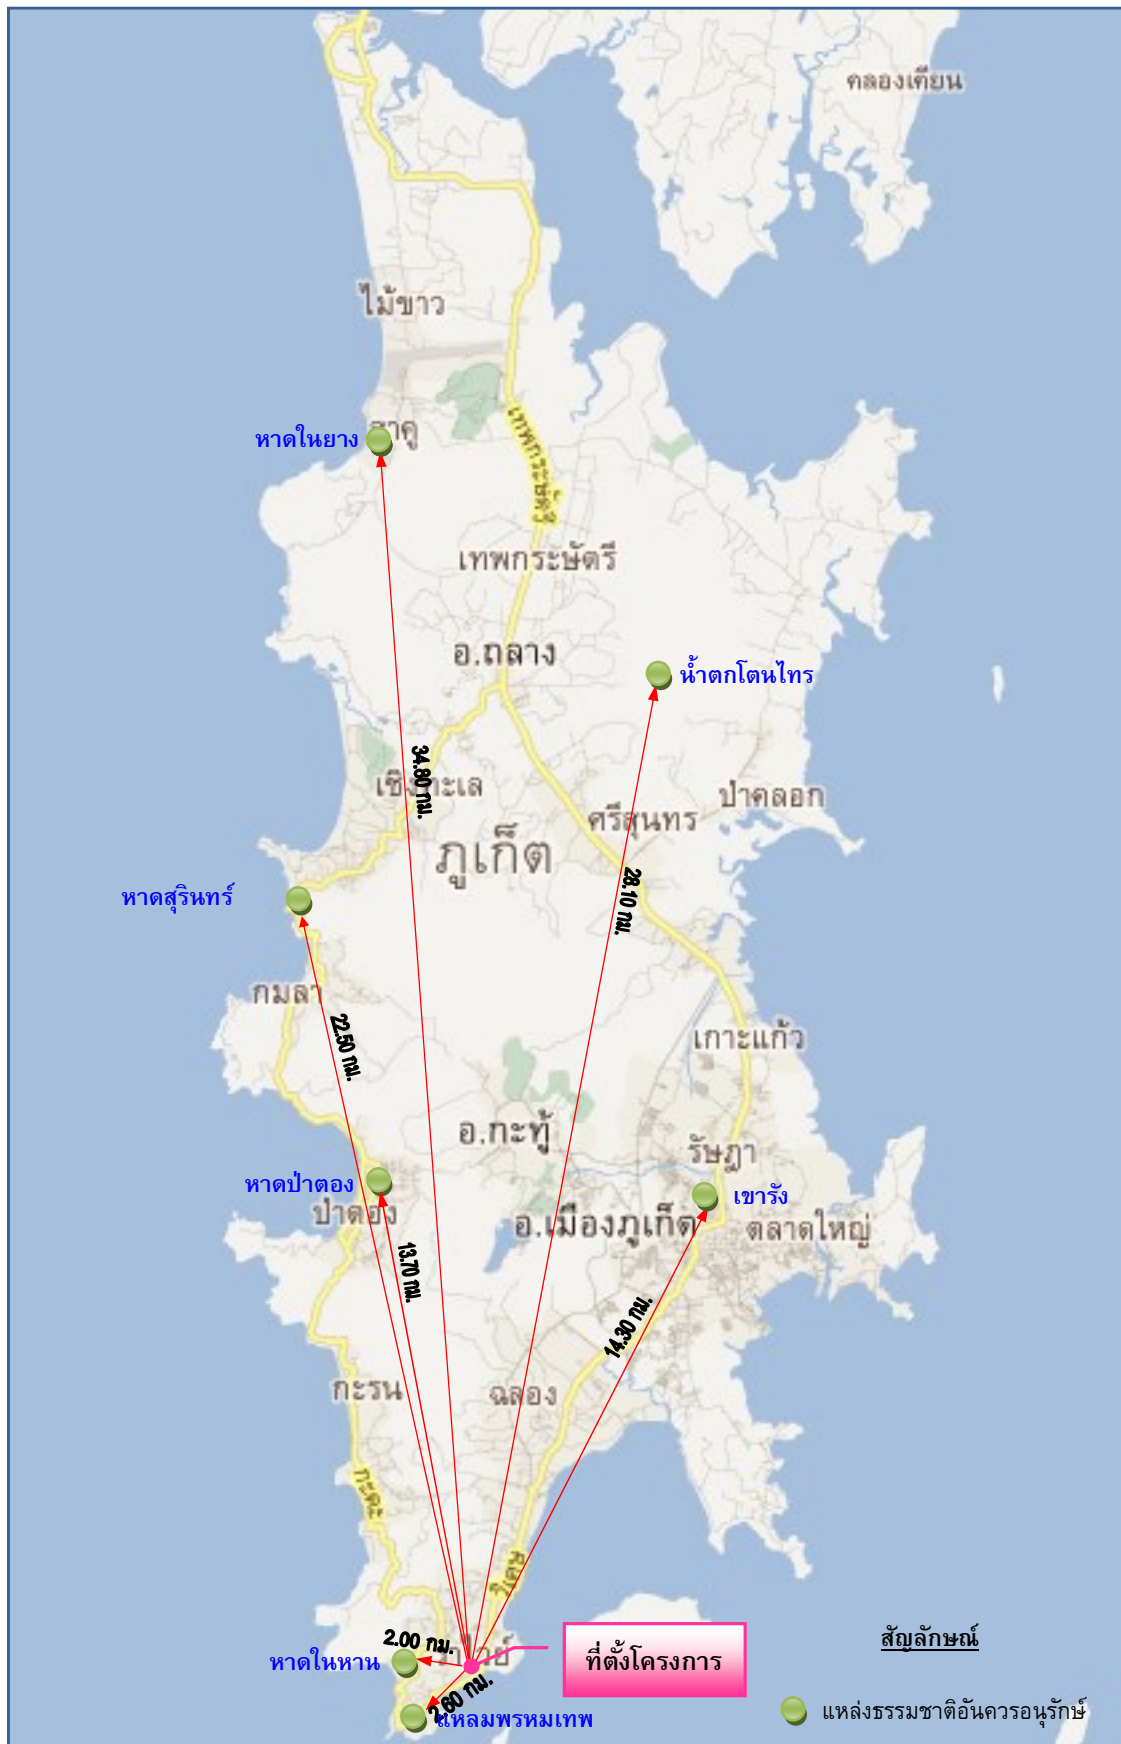 คลองเคียน
ไม้ขาว
สาคู
หาดในยาง
เทพกระษัตรี
เทพกระษัตรี
อ.ถลาง
น้ำตกโตนไทร
34.80 กม.
เชิงทะเล
ป่าคลอก
ศรีสุนทร
ภูเก็ต
28.10 กม.
หาดสุรินทร์
กมลา
22.50 กม.
เกาะแก้ว
อ.กะทู้
รัษฎา
หาดป่าตอง
เขารัง
ป่าตอง
อ.เมืองภูเก็ต
ตลาดใหญ่
13.70 กม.
14.30 กม.
กะรน
ฉลอง
กะตะ
วิเศษ
2.00 กม.
ราไวย์
สัญลักษณ์
หาดในหาน
ที่ตั้งโครงการ
2.60 กม.
แหลมพรหมเทพ
แหล่งธรรมชาติอันควรอนุรักษ์